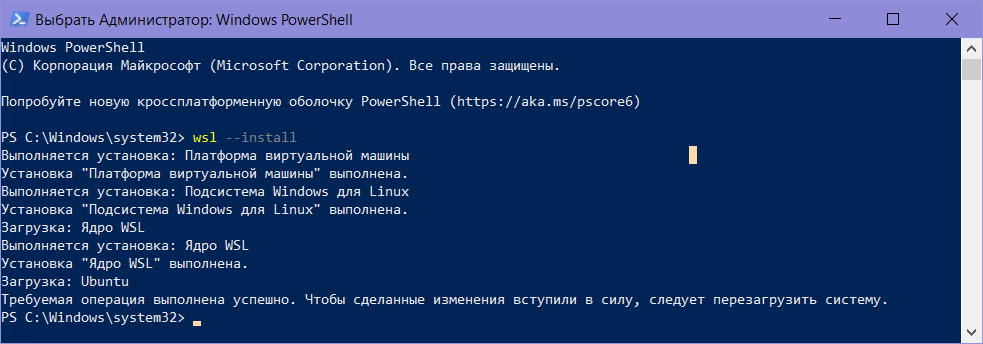 Выбрать Администратор: Windows PowerShell
Windows PowerShell
(C) Корпорация Майкрософт (Microsoft Corporation). Все права защищены.
Попробуйте новую кроссплатформенную оболочку PowerShell (https://aka.ms/pscore6)
PS C:\Windows\system32> wsl --install
Выполняется установка: Платформа виртуальной машины
Установка "Платформа виртуальной машины" выполнена.
Выполняется установка: Подсистема Windows для Linux
Установка "Подсистема Windows для Linux" выполнена.
Загрузка: Ядро WSL
Выполняется установка: Ядро WSL
Установка "Ядро WSL" выполнена.
Загрузка: Ubuntu
Требуемая операция выполнена успешно. Чтобы сделанные изменения вступили в силу, следует перезагрузить систему.
PS C:\Windows\system32>